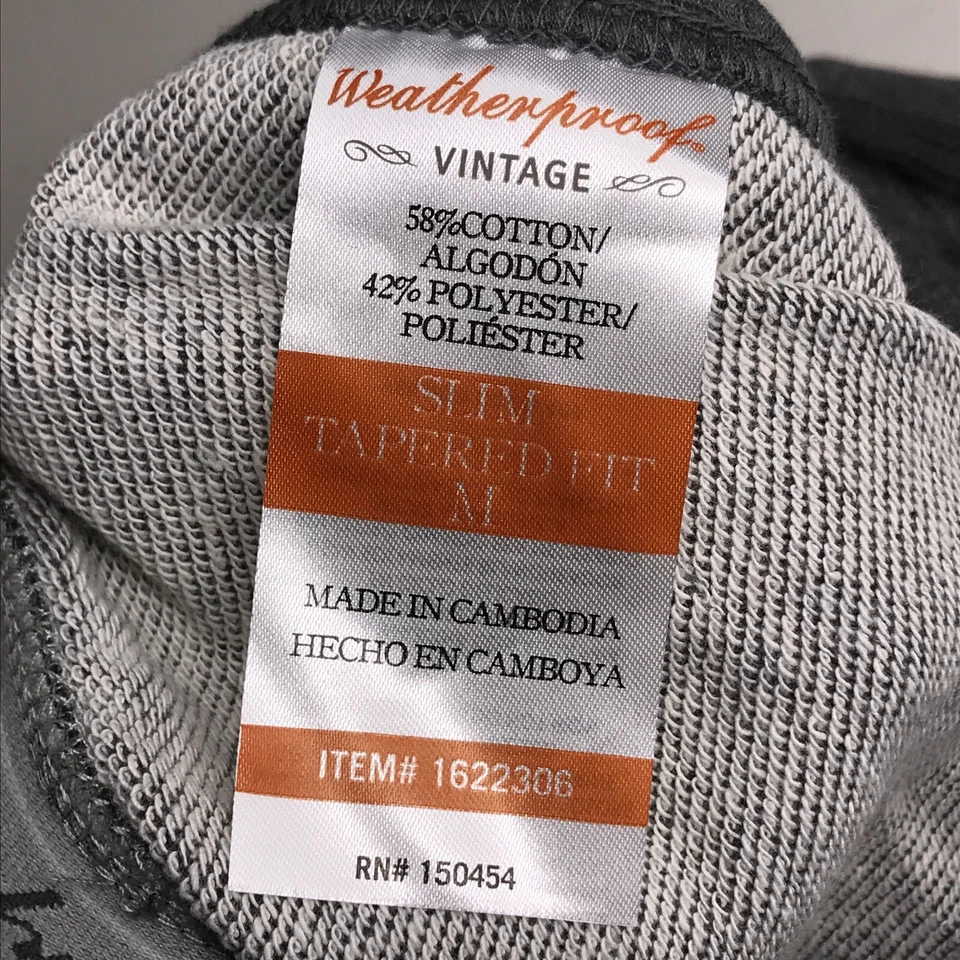 Weatherproof
VINTAGE
58%COTTON/
ALGODÓN
42% POLYESTER/
POLIÉSTER
SLIM
TAPERED FIT
M
MADE IN CAMBODIA
HECHO EN CAMBOYA
ITEM# 1622306
RN# 150454